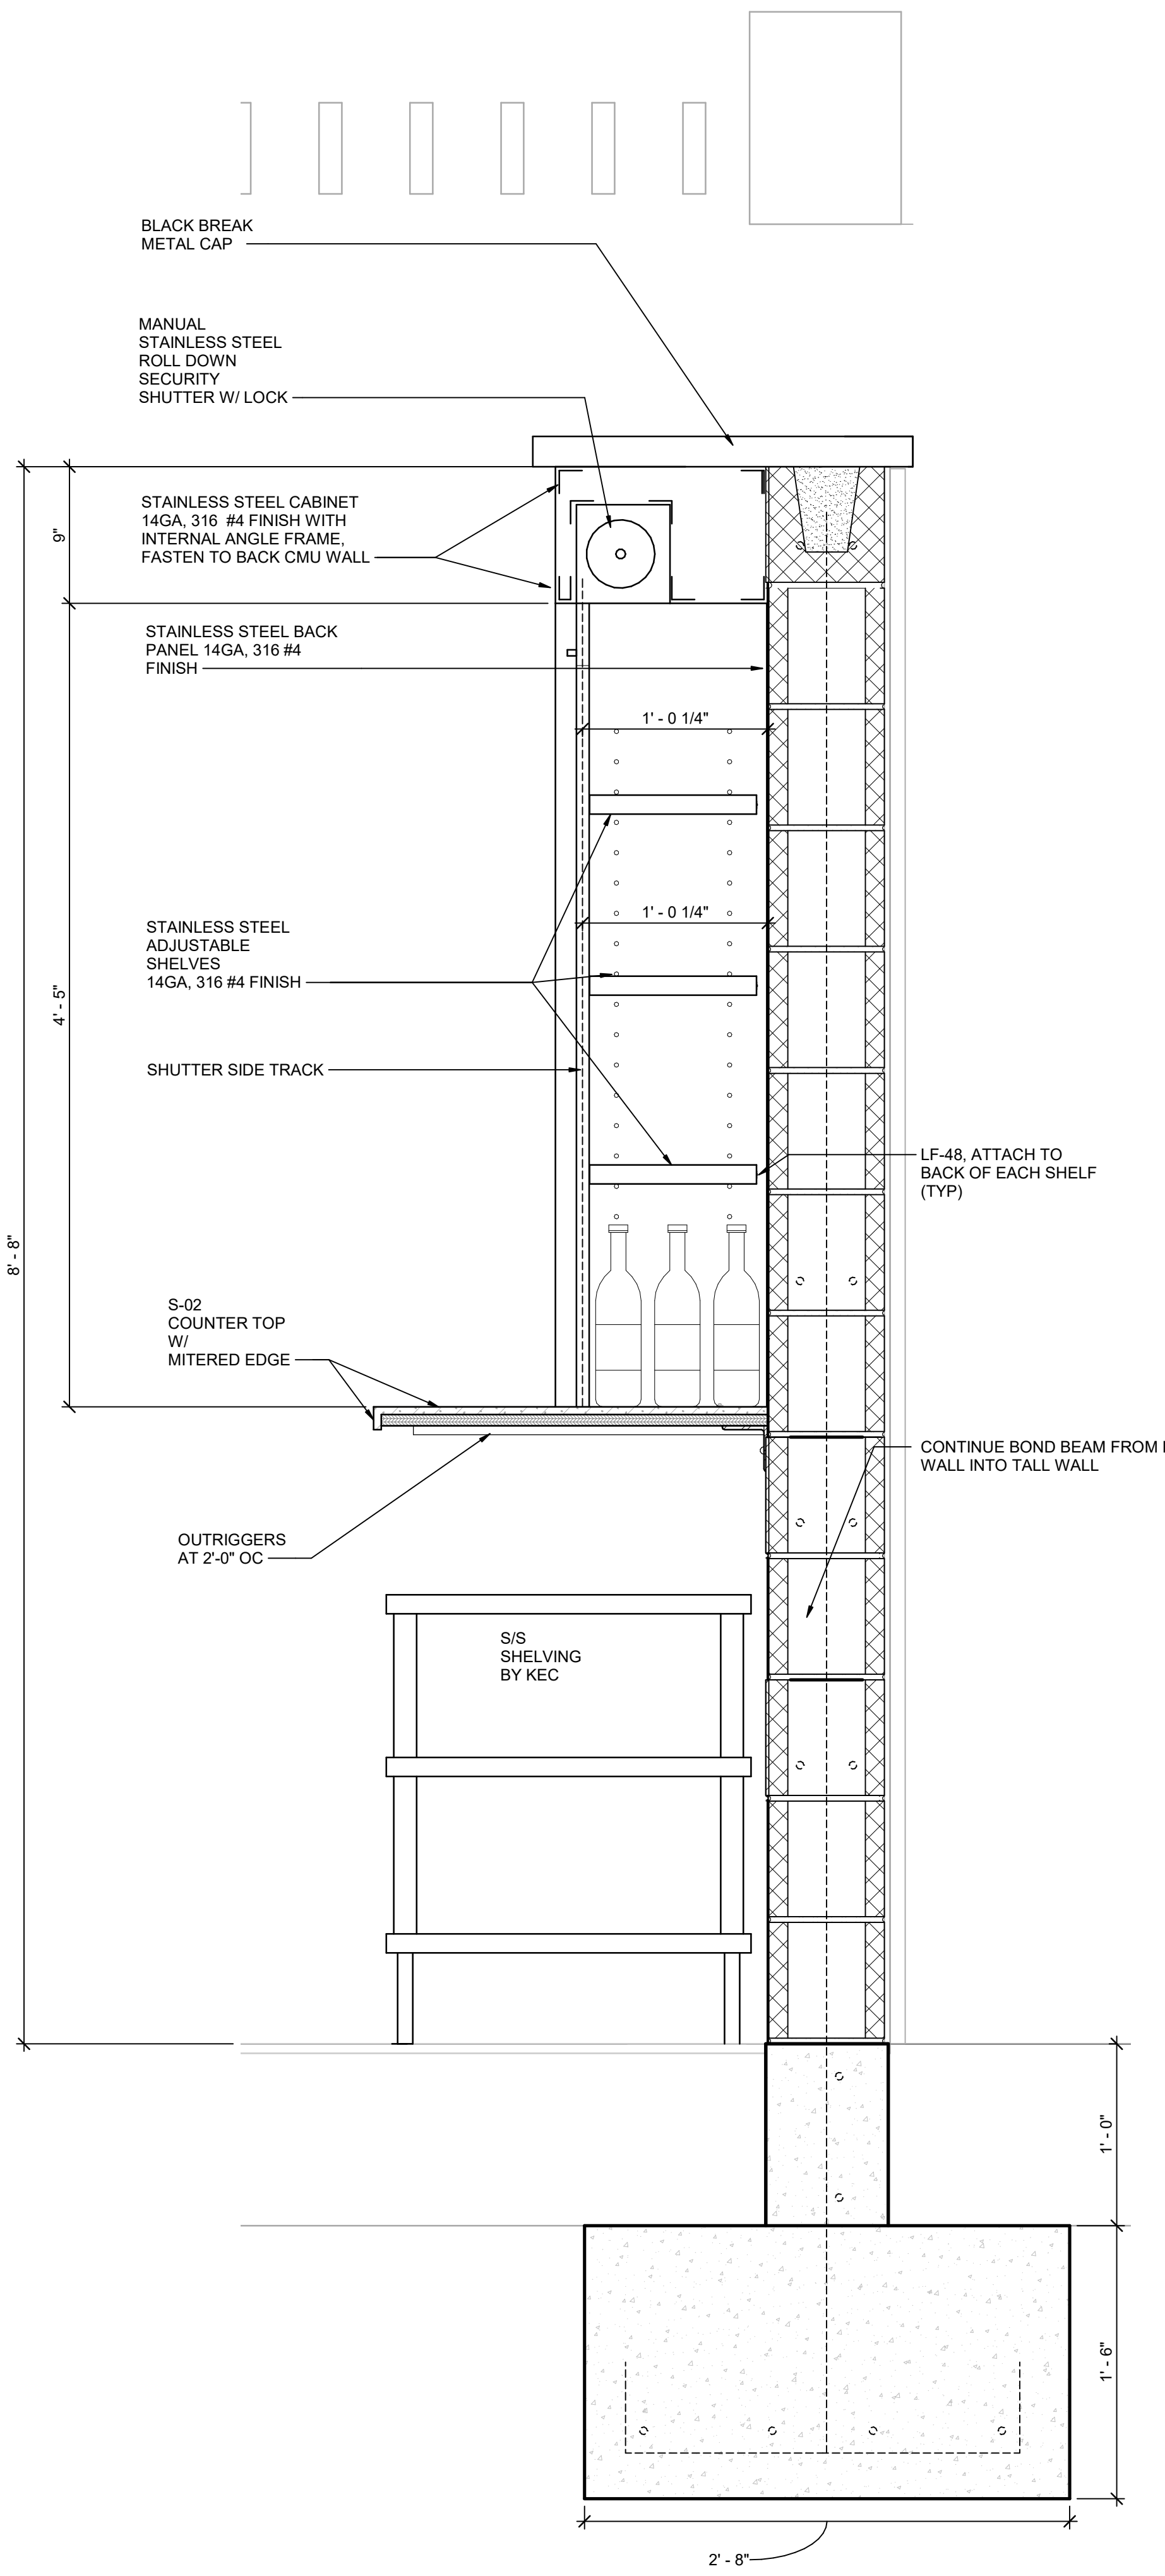 BLACK BREAK
METAL CAP
MANUAL
STAINLESS STEEL
ROLL DOWN
SECURITY
SHUTTER W/ LOCK
9"
STAINLESS STEEL CABINET
14GA, 316 #4 FINISH WITH
INTERNAL ANGLE FRAME,
FASTEN TO BACK CMU WALL
STAINLESS STEEL BACK
PANEL 14GA, 316 #4
FINISH
1' - 0 1/4"
1' - 0 1/4"
STAINLESS STEEL
ADJUSTABLE
SHELVES
14GA, 316 #4 FINISH
4' - 5"
SHUTTER SIDE TRACK
LF-48, ATTACH TO
BACK OF EACH SHELF
(TYP)
8' - 8"
S-02
COUNTER TOP
W/
MITERED EDGE
CONTINUE BOND BEAM FROM
WALL INTO TALL WALL
OUTRIGGERS
AT 2'-0" OC
S/S
SHELVING
BY KEC
1' - 0"
1' - 6"
2' - 8"